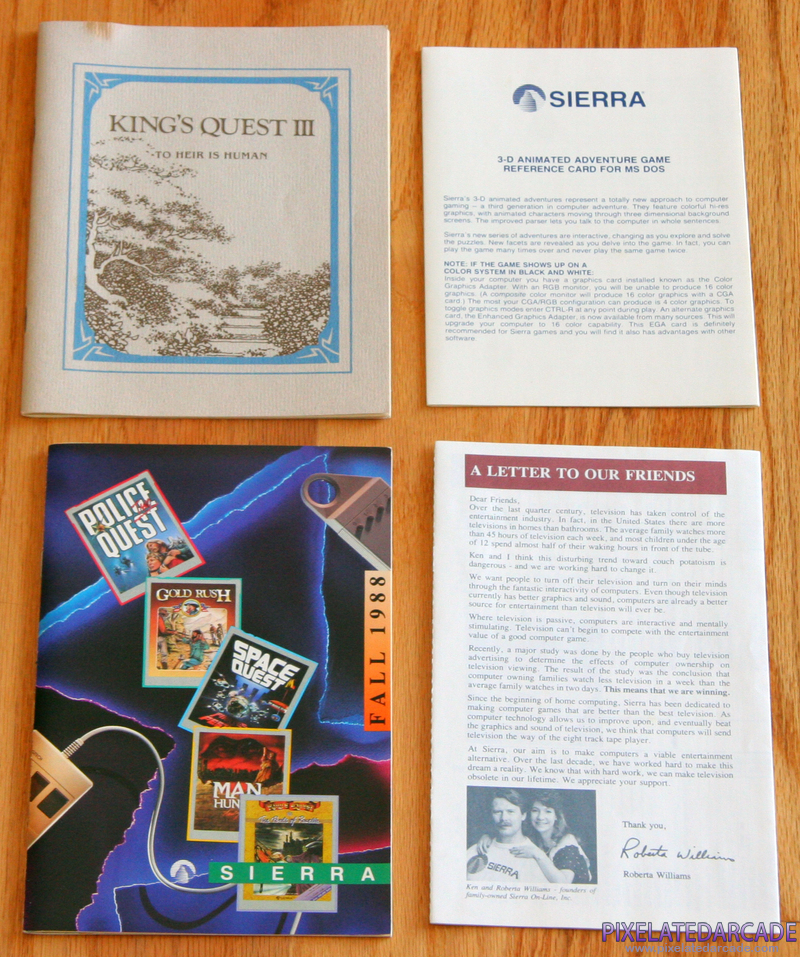 KING'S QUEST III
TO HEIR IS HUMAN
SIERRA
3-D ANIMATED ADVENTURE GAME
REFERENCE CARD FOR MS DOS
Sierra's 3-D animated adventures represent a totally new approach to computer
gaming – a third generation in computer adventure. They feature colorful hi-res
graphics, with animated characters moving through three dimensional background
screens. The improved parser lets you talk to the computer in whole sentences.
Sierra's new series of adventures are interactive, changing as you explore and solve
the puzzles. New facets are revealed as you delve into the game. In fact, you can
play the game many times over and never play the same game twice.
NOTE: IF THE GAME SHOWS UP ON A
COLOR SYSTEM IN BLACK AND WHITE:
Inside your computer you have a graphics card installed known as the Color
Graphics Adapter. With an RGB monitor, you will be unable to produce 16 color
graphics. (A composite color monitor will produce 16 color graphics with a CGA
card.) The most your CGA/RGB configuration can produce is 4 color graphics. To
toggle graphics modes enter CTRL-R at any point during play. An alternate graphics
card, the Enhanced Graphics Adapter, is now available from many sources. This will
upgrade your computer to 16 color capability. This EGA card is definitely
recommended for Sierra games and you will find it also has advantages with other
software.
POLICE
QUEST
GOLD RUSH
SPACE
QUEST
III
MAN
HUN
FALL 1988
SIERRA
A LETTER TO OUR FRIENDS
Dear Friends,
Over the last quarter century, television has taken control of the
entertainment industry. In fact, in the United States there are more
televisions in homes than bathrooms. The average family watches more
than 45 hours of television each week, and most children under the age
of 12 spend almost half of their waking hours in front of the tube.
Ken and I think this disturbing trend toward couch potatoism is
dangerous - and we are working hard to change it.
We want people to turn off their television and turn on their minds
through the fantastic interactivity of computers. Even though television
currently has better graphics and sound, computers are already a better
source for entertainment than television will ever be.
Where television is passive, computers are interactive and mentally
stimulating. Television can't begin to compete with the entertainment
value of a good computer game.
Recently, a major study was done by the people who buy television
advertising to determine the effects of computer ownership on
television viewing. The result of the study was the conclusion that
computer owning families watch less television in a week than the
average family watches in two days. This means that we are winning.
Since the beginning of home computing, Sierra has been dedicated to
making computer games that are better than the best television. As
computer technology allows us to improve upon, and eventually beat
the graphics and sound of television, we think that computers will send
television the way of the eight track tape player.
At Sierra, our aim is to make computers a viable entertainment
alternative. Over the last decade, we have worked hard to make this
dream a reality. We know that with hard work, we can make television
obsolete in our lifetime. We appreciate your support.
SIERRA
Thank you,
Roberta Williams
Roberta Williams
Ken and Roberta Williams - founders of
family-owned Sierra On-Line, Inc.
PIXELATEDARCADE
www.pixelatedarcade.com